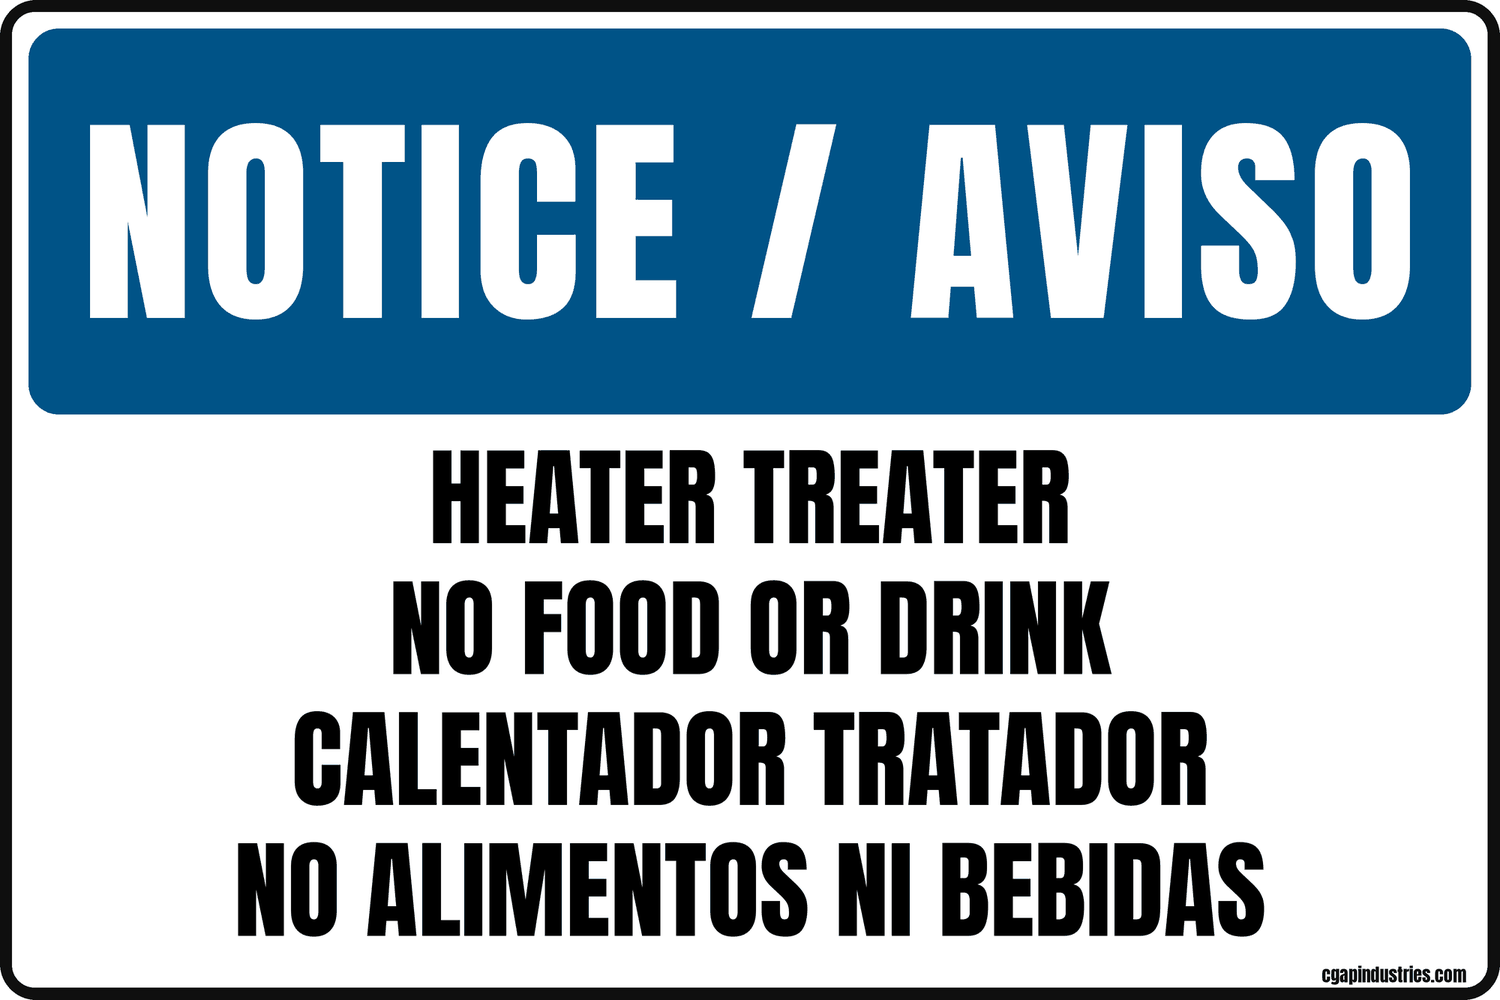 NOTICE / AVISO
HEATER TREATER
NO FOOD OR DRINK
CALENTADOR TRATADOR
NO ALIMENTOS NI BEBIDAS
cgapindustries.com